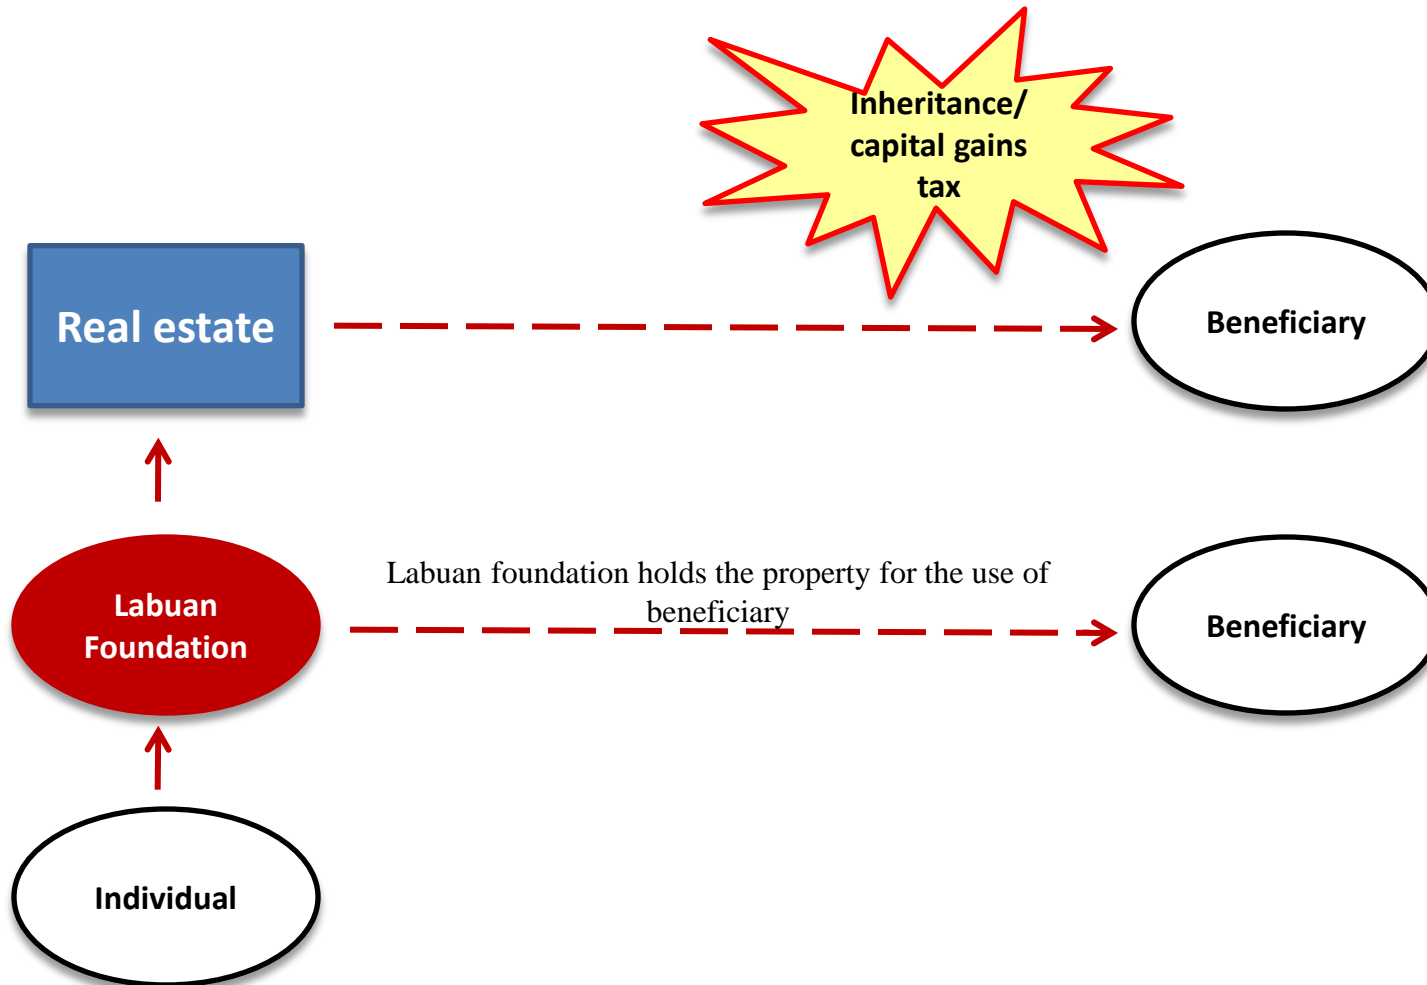 Inheritance/
capital gains
tax
Real estate
Beneficiary
Labuan foundation holds the property for the use of
beneficiary
Labuan
Foundation
Beneficiary
Individual